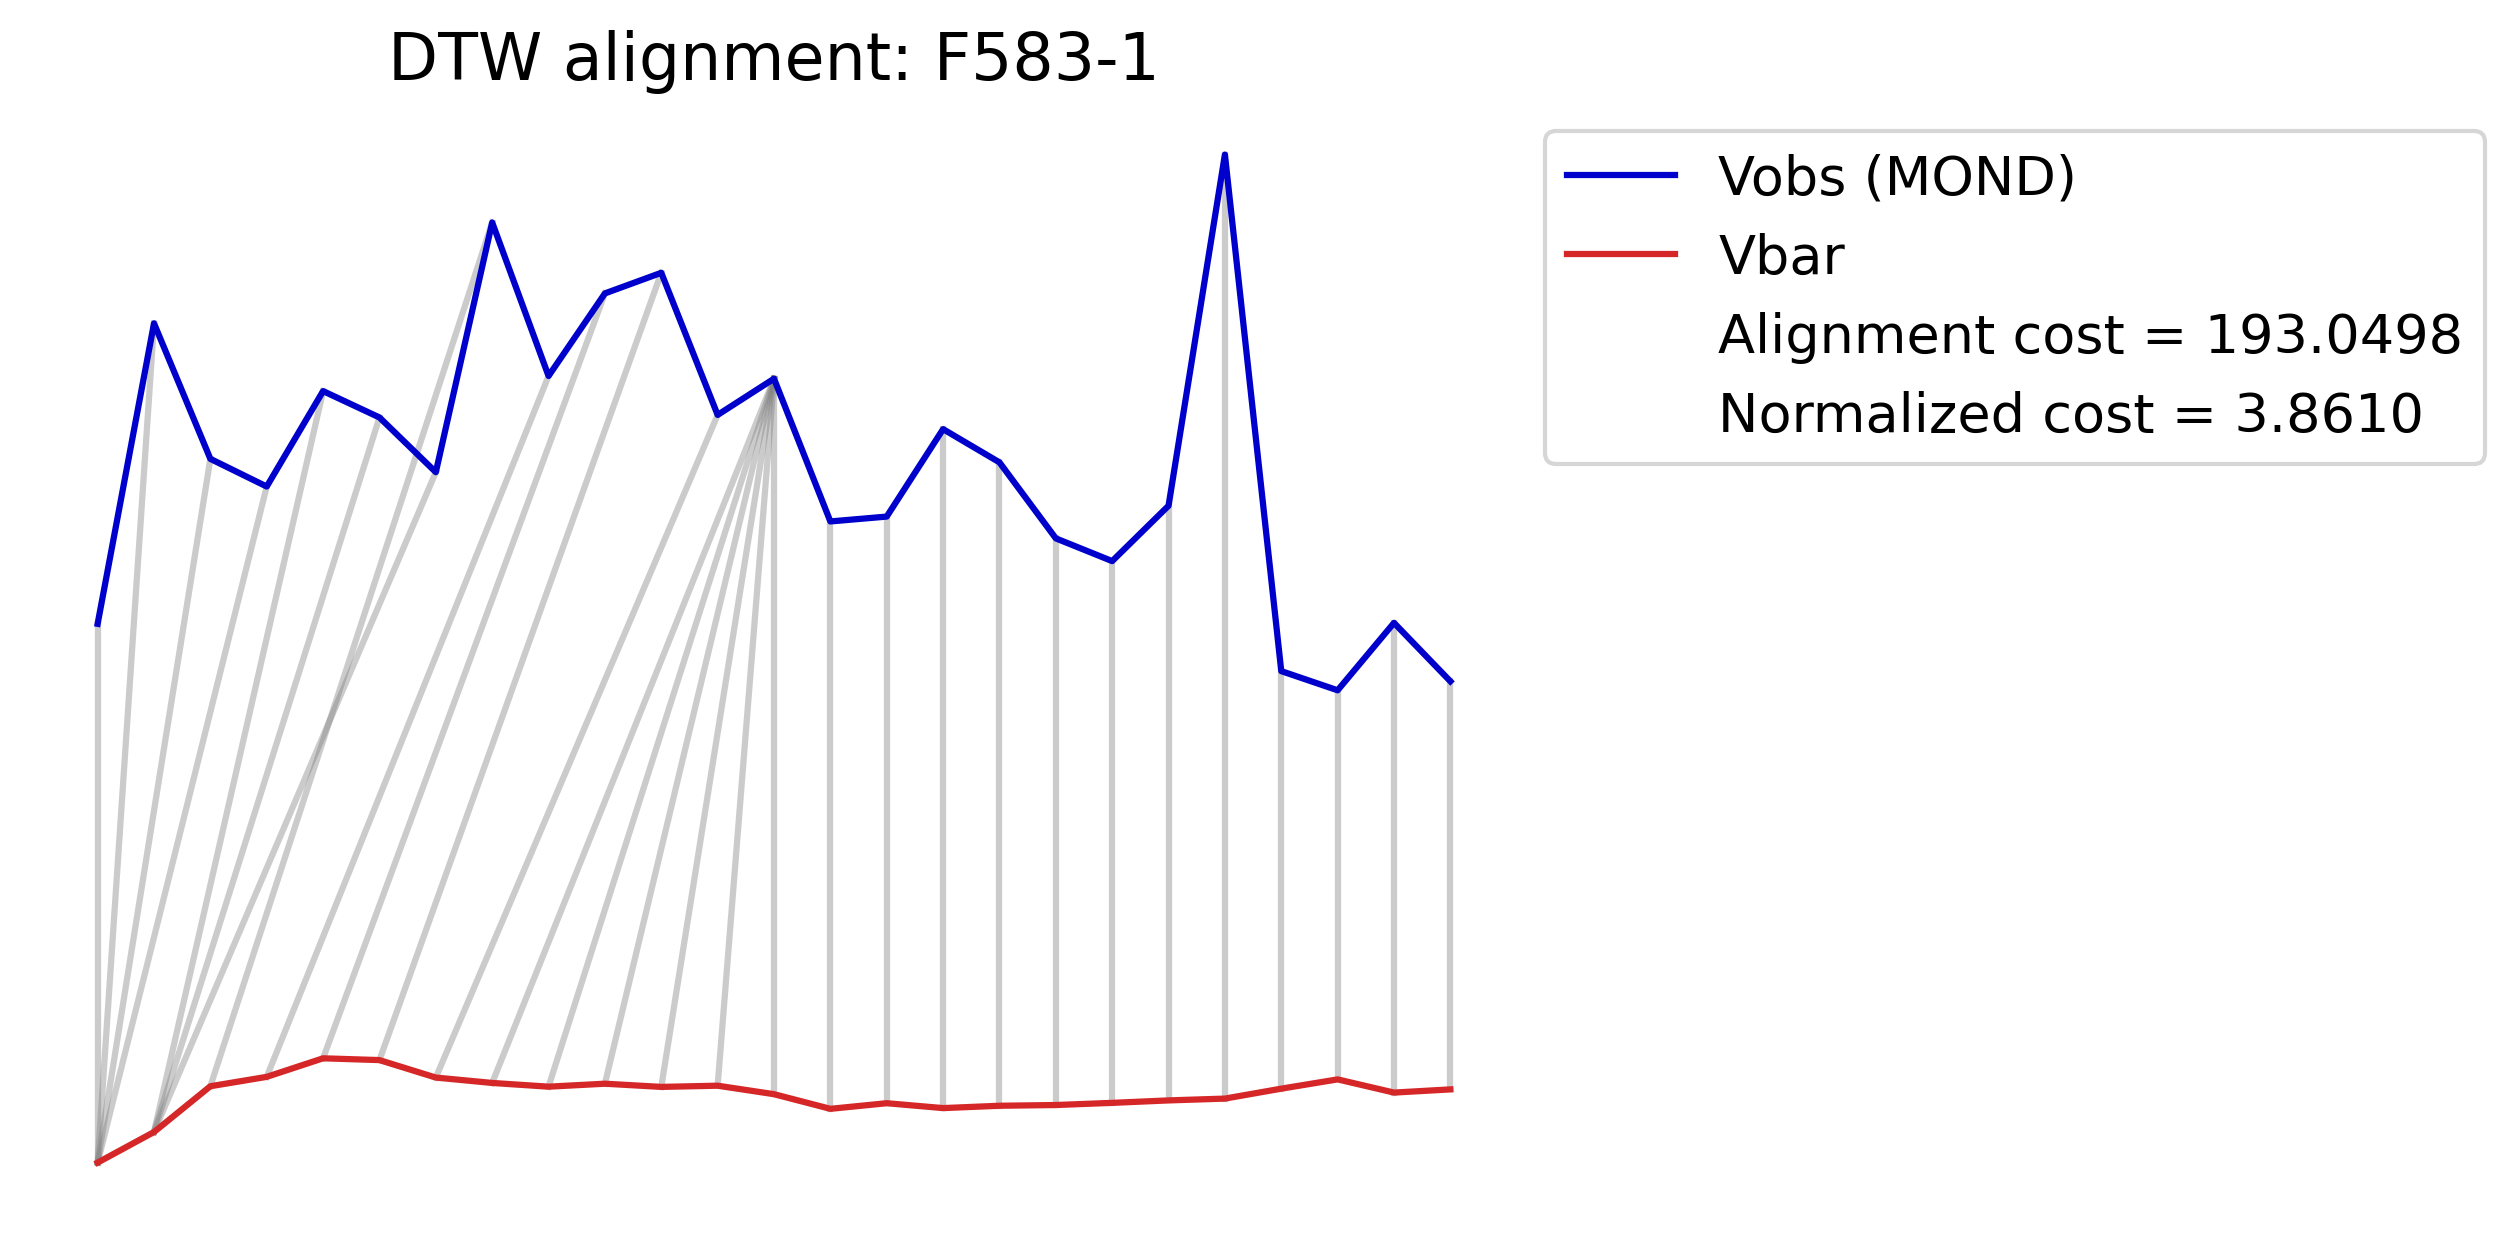 DTW alignment: F583-1
Vobs (MOND)
Vbar
Alignment cost = 193.0498
Normalized cost = 3.8610